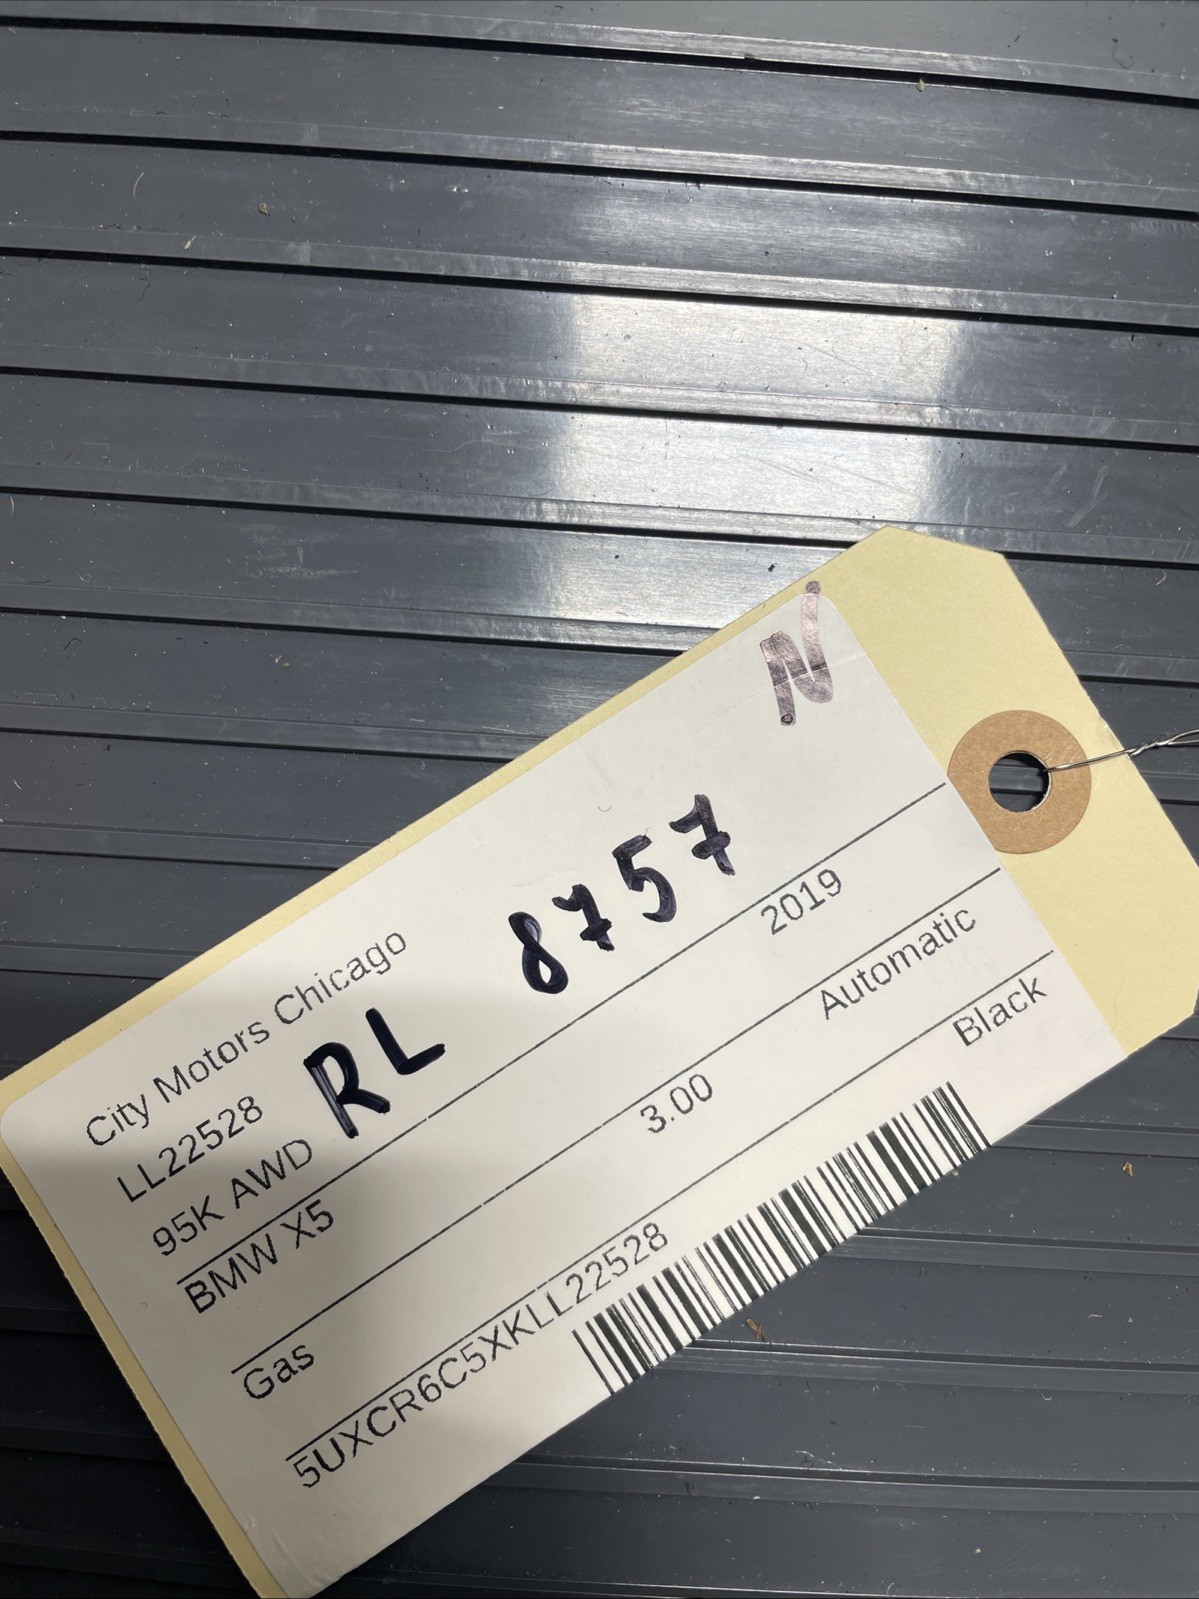 N
City Motors Chicago
LL22528
RL 8757
95K AWD
BMW X5 2019
Gas 3.00 Automatic
5UXCR6C5XKLL22528 Black